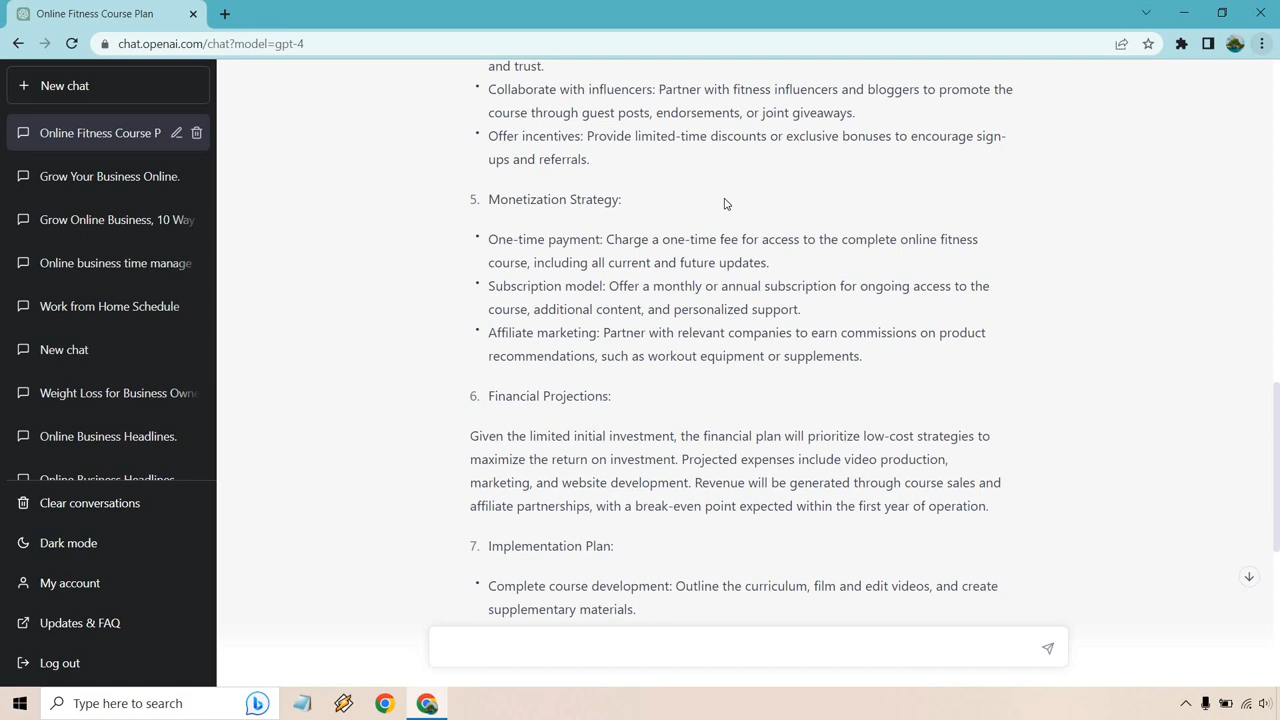 Online Fitness Course Plan
chat.openai.com/chat?model=gpt-4
New chat
Online Fitness Course P
Grow Your Business Online.
Grow Online Business, 10 Way
Online business time manage
Work from Home Schedule
New chat
Weight Loss for Business Owne
Online Business Headlines.
Online Business Headlines
Clear conversations
Dark mode
My account
Updates & FAQ
Log out
and trust.
• Collaborate with influencers: Partner with fitness influencers and bloggers to promote the
course through guest posts, endorsements, or joint giveaways.
• Offer incentives: Provide limited-time discounts or exclusive bonuses to encourage sign-
ups and referrals.
5. Monetization Strategy:
• One-time payment: Charge a one-time fee for access to the complete online fitness
course, including all current and future updates.
• Subscription model: Offer a monthly or annual subscription for ongoing access to the
course, additional content, and personalized support.
• Affiliate marketing: Partner with relevant companies to earn commissions on product
recommendations, such as workout equipment or supplements.
6. Financial Projections:
Given the limited initial investment, the financial plan will prioritize low-cost strategies to
maximize the return on investment. Projected expenses include video production,
marketing, and website development. Revenue will be generated through course sales and
affiliate partnerships, with a break-even point expected within the first year of operation.
7. Implementation Plan:
• Complete course development: Outline the curriculum, film and edit videos, and create
supplementary materials.
Type here to search